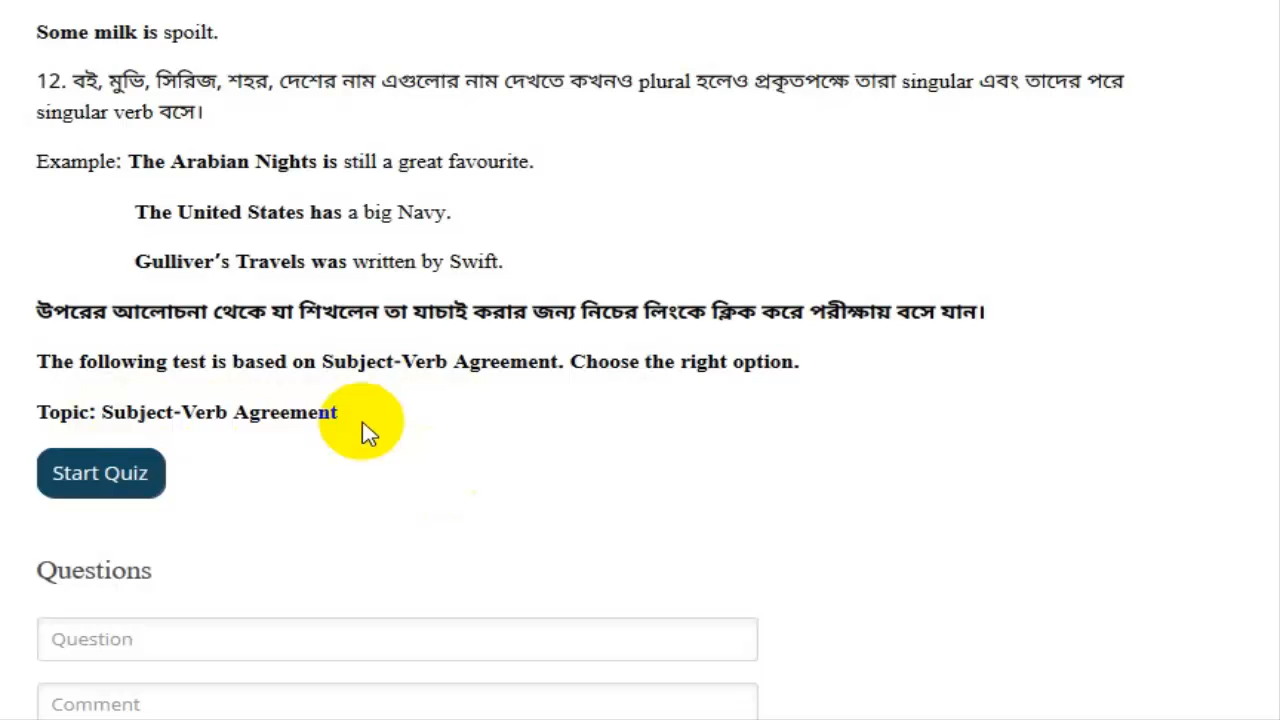 Some milk is spoilt.
12. বই, মুভি, সিরিজ, শহর, দেশের নাম এগুলোর নাম দেখতে কখনও plural হলেও প্রকৃতপক্ষে তারা singular এবং তাদের পরে
singular verb বসে।
Example: The Arabian Nights is still a great favourite.
The United States has a big Navy.
Gulliver's Travels was written by Swift.
উপরের আলোচনা থেকে যা শিখলেন তা যাচাই করার জন্য নিচের লিংকে ক্লিক করে পরীক্ষায় বসে যান।
The following test is based on Subject-Verb Agreement. Choose the right option.
Topic: Subject-Verb Agreement
Start Quiz
Questions
Question
Comment